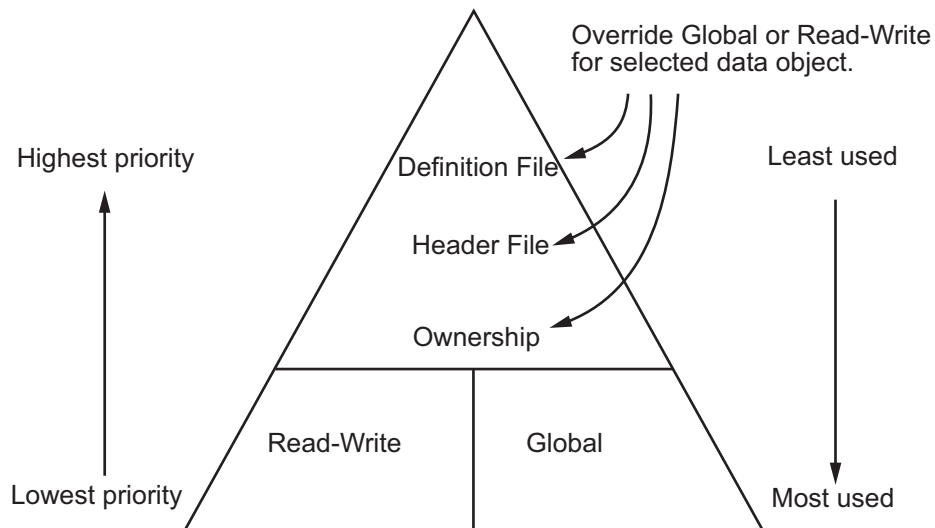 Override Global or Read-Write
for selected data object.
Highest priority
Definition File
Least used
Header File
Ownership
Read-Write
Global
Lowest priority
Most used